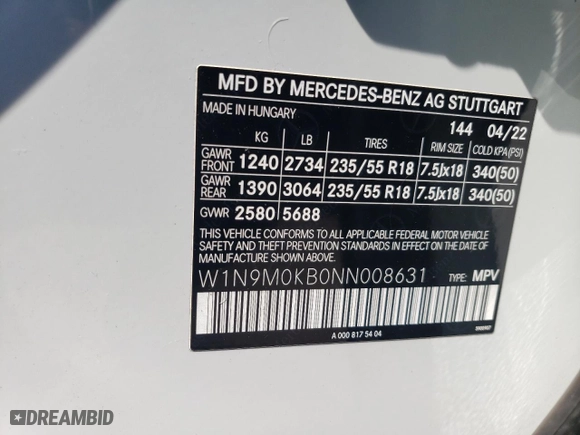 MFD BY MERCEDES-BENZ AG STUTTGART
MADE IN HUNGARY 144 04/22
KG LB TIRES RIM SIZE COLD KPA(PSI)
GAWR FRONT 1240 2734 235/55 R18 7.5Jx18 340(50)
GAWR REAR 1390 3064 235/55 R18 7.5Jx18 340(50)
GVWR 2580 5688
THIS VEHICLE CONFORMS TO ALL APPLICABLE FEDERAL MOTOR VEHICLE
SAFETY AND THEFT PREVENTION STANDARDS IN EFFECT ON THE DATE OF
MANUFACTURE SHOWN ABOVE.
W1N9M0KB0NN008631 TYPE: MPV
A 000 817 54 04
DREAMBID